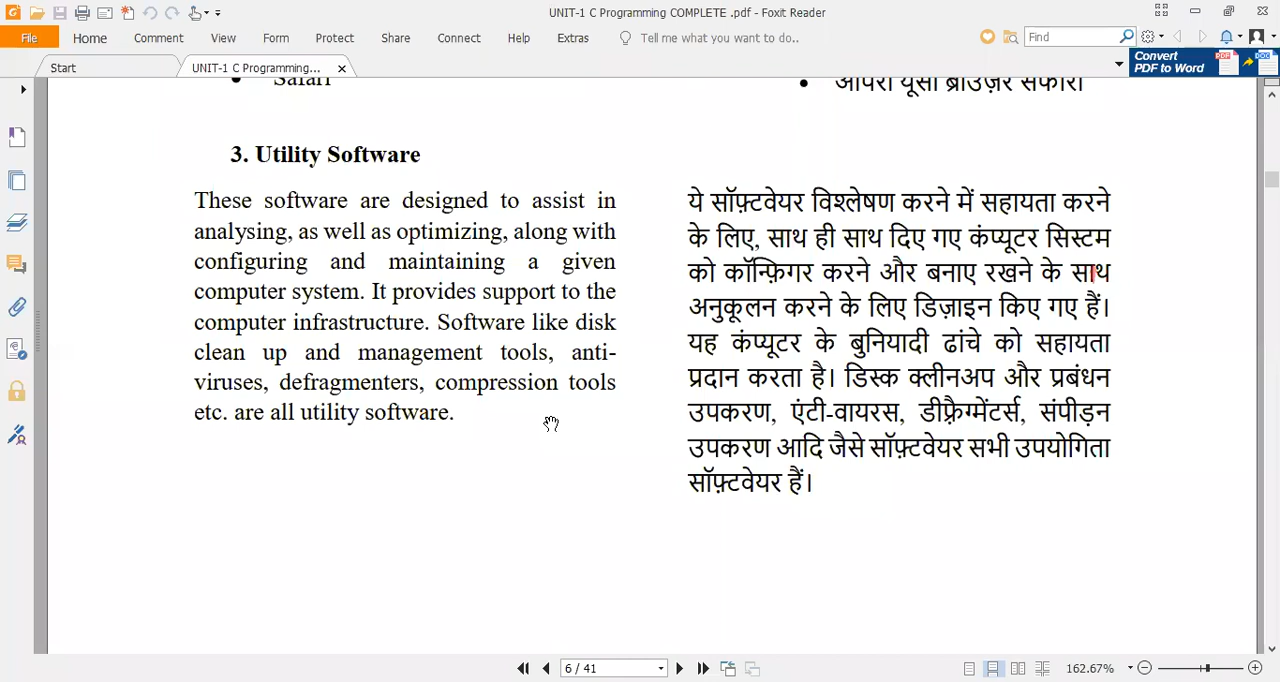 UNIT-1 C Programming COMPLETE .pdf - Foxit Reader
File Home Comment View Form Protect Share Connect Help Extras Tell me what you want to do.. Find
Start UNIT-1 C Programming...
Convert
PDF to Word
Safari
• ओपेरा यूसी ब्राउज़र सफारी
3. Utility Software
These software are designed to assist in
analysing, as well as optimizing, along with
configuring and maintaining a given
computer system. It provides support to the
computer infrastructure. Software like disk
clean up and management tools, anti-
viruses, defragmenters, compression tools
etc. are all utility software.
ये सॉफ़्टवेयर विश्लेषण करने में सहायता करने
के लिए, साथ ही साथ दिए गए कंप्यूटर सिस्टम
को कॉन्फ़िगर करने और बनाए रखने के साथ
अनुकूलन करने के लिए डिज़ाइन किए गए हैं।
यह कंप्यूटर के बुनियादी ढांचे को सहायता
प्रदान करता है। डिस्क क्लीनअप और प्रबंधन
उपकरण, एंटी-वायरस, डीफ़्रैग्मेंटर्स, संपीड़न
उपकरण आदि जैसे सॉफ़्टवेयर सभी उपयोगिता
सॉफ़्टवेयर हैं।
6 / 41
162.67%